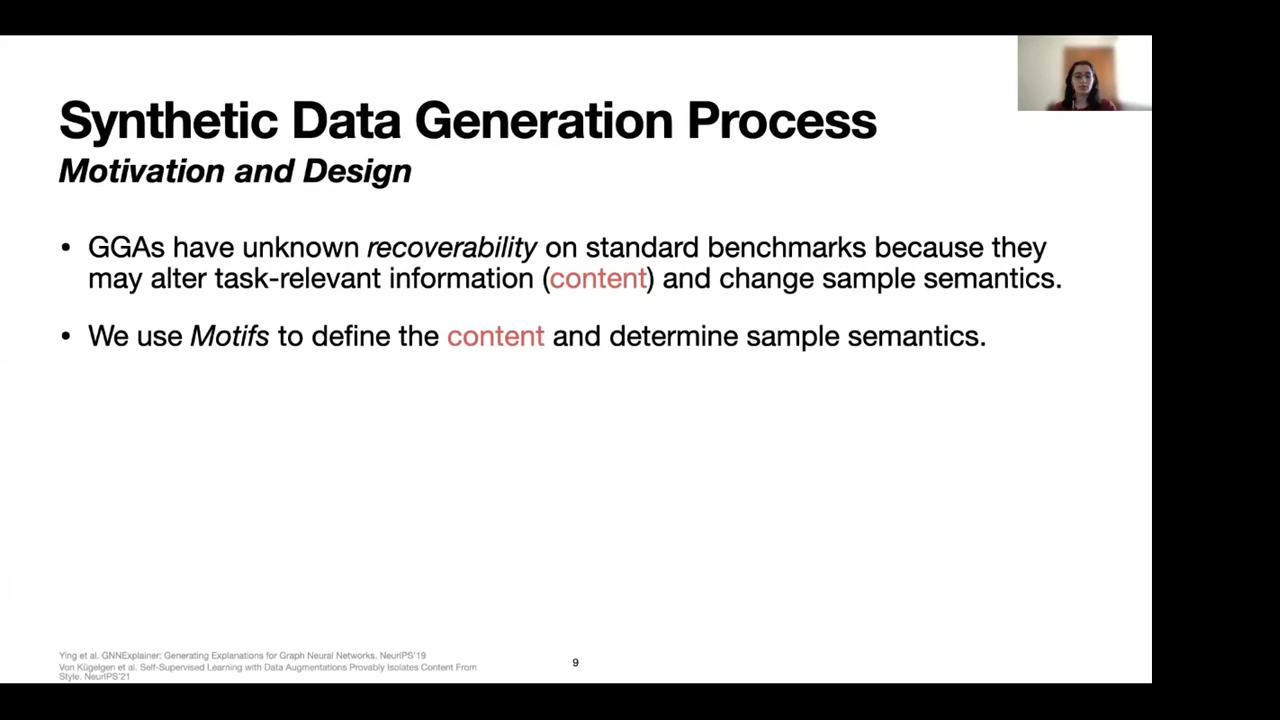 Synthetic Data Generation Process
Motivation and Design
• GGAs have unknown recoverability on standard benchmarks because they
may alter task-relevant information (content) and change sample semantics.
• We use Motifs to define the content and determine sample semantics.
Ying et al. GNNExplainer: Generating Explanations for Graph Neural Networks. NeurIPS'19
Von Kügelgen et al. Self-Supervised Learning with Data Augmentations Provably Isolates Content From
Style. NeurIPS'21
9